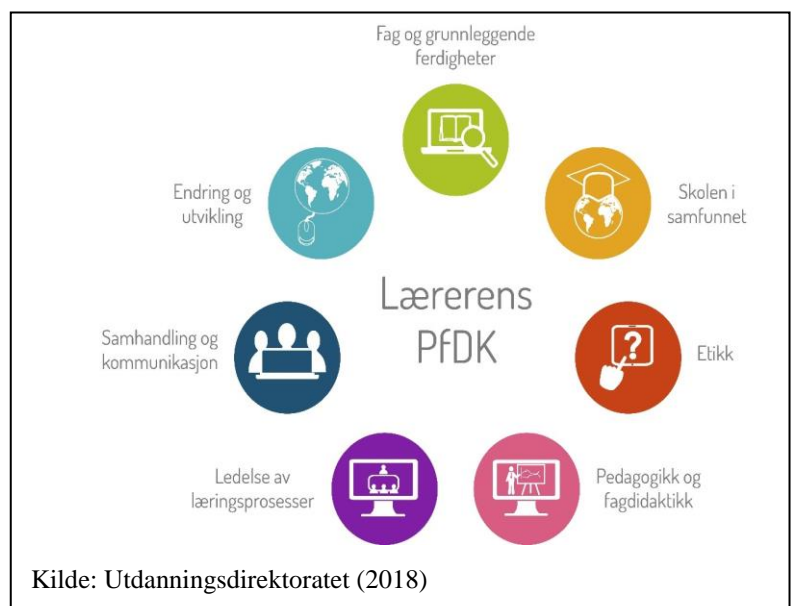 Fag og grunnleggende
ferdigheter
Skolen i
samfunnet
Etikk
Pedagogikk og
fagdidaktikk
Ledelse av
læringsprosesser
Samhandling og
kommunikasjon
Endring og
utvikling
Lærerens
PfDK
?
Kilde: Utdanningsdirektoratet (2018)